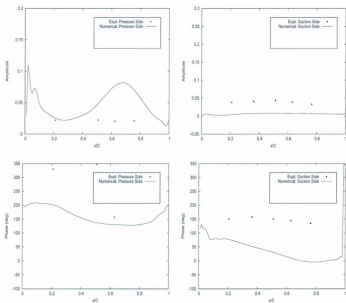 0.2
Expt: Pressure Side
Numerical: Pressure Side
0.15
0.1
0.05
0
Amplitude
0 0.2 0.4 0.6 0.8 1
x/C
0.3
Expt: Suction Side
Numerical: Suction Side
0.25
0.2
0.15
0.1
0.05
0
Amplitude
0 0.2 0.4 0.6 0.8 1
x/C
350
Expt: Pressure Side
Numerical: Pressure Side
300
250
200
150
100
50
0
-50
-100
Phase (deg)
0 0.2 0.4 0.6 0.8 1
x/C
350
Expt: Suction Side
Numerical: Suction Side
300
250
200
150
100
50
0
-50
-100
Phase (deg)
0 0.2 0.4 0.6 0.8 1
x/C